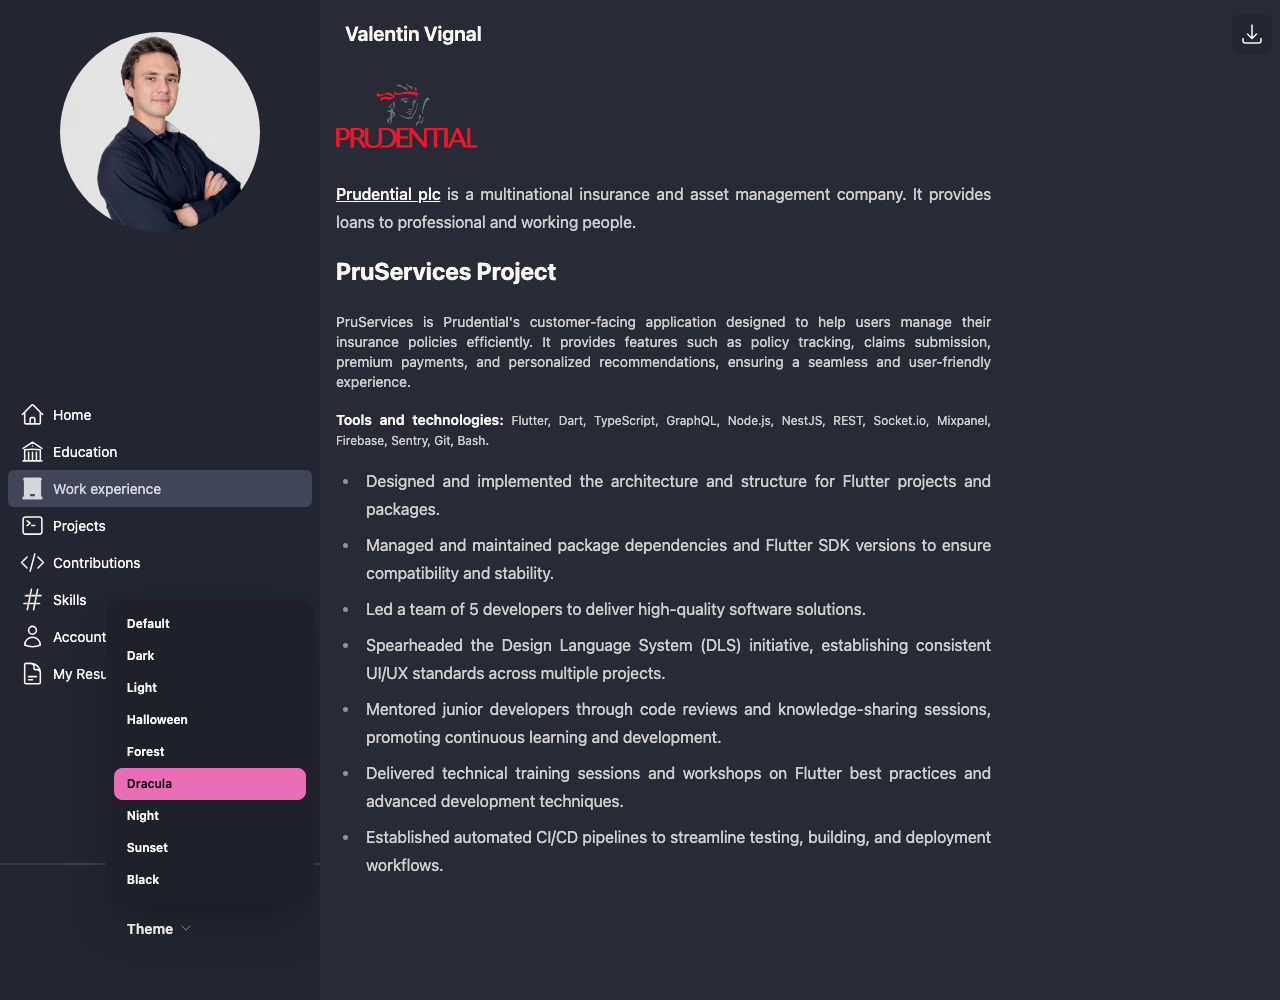 Valentin Vignal
PRUDENTIAL
Prudential plc is a multinational insurance and asset management company. It provides
loans to professional and working people.
PruServices Project
PruServices is Prudential's customer-facing application designed to help users manage their
insurance policies efficiently. It provides features such as policy tracking, claims submission,
premium payments, and personalized recommendations, ensuring a seamless and user-friendly
experience.
Tools and technologies: Flutter, Dart, TypeScript, GraphQL, Node.js, NestJS, REST, Socket.io, Mixpanel,
Firebase, Sentry, Git, Bash.
Designed and implemented the architecture and structure for Flutter projects and
packages.
Managed and maintained package dependencies and Flutter SDK versions to ensure
compatibility and stability.
Led a team of 5 developers to deliver high-quality software solutions.
Spearheaded the Design Language System (DLS) initiative, establishing consistent
UI/UX standards across multiple projects.
Mentored junior developers through code reviews and knowledge-sharing sessions,
promoting continuous learning and development.
Delivered technical training sessions and workshops on Flutter best practices and
advanced development techniques.
Established automated CI/CD pipelines to streamline testing, building, and deployment
workflows.
Home
Education
Work experience
Projects
Contributions
Skills
Account
My Resu
Default
Dark
Light
Halloween
Forest
Dracula
Night
Sunset
Black
Theme